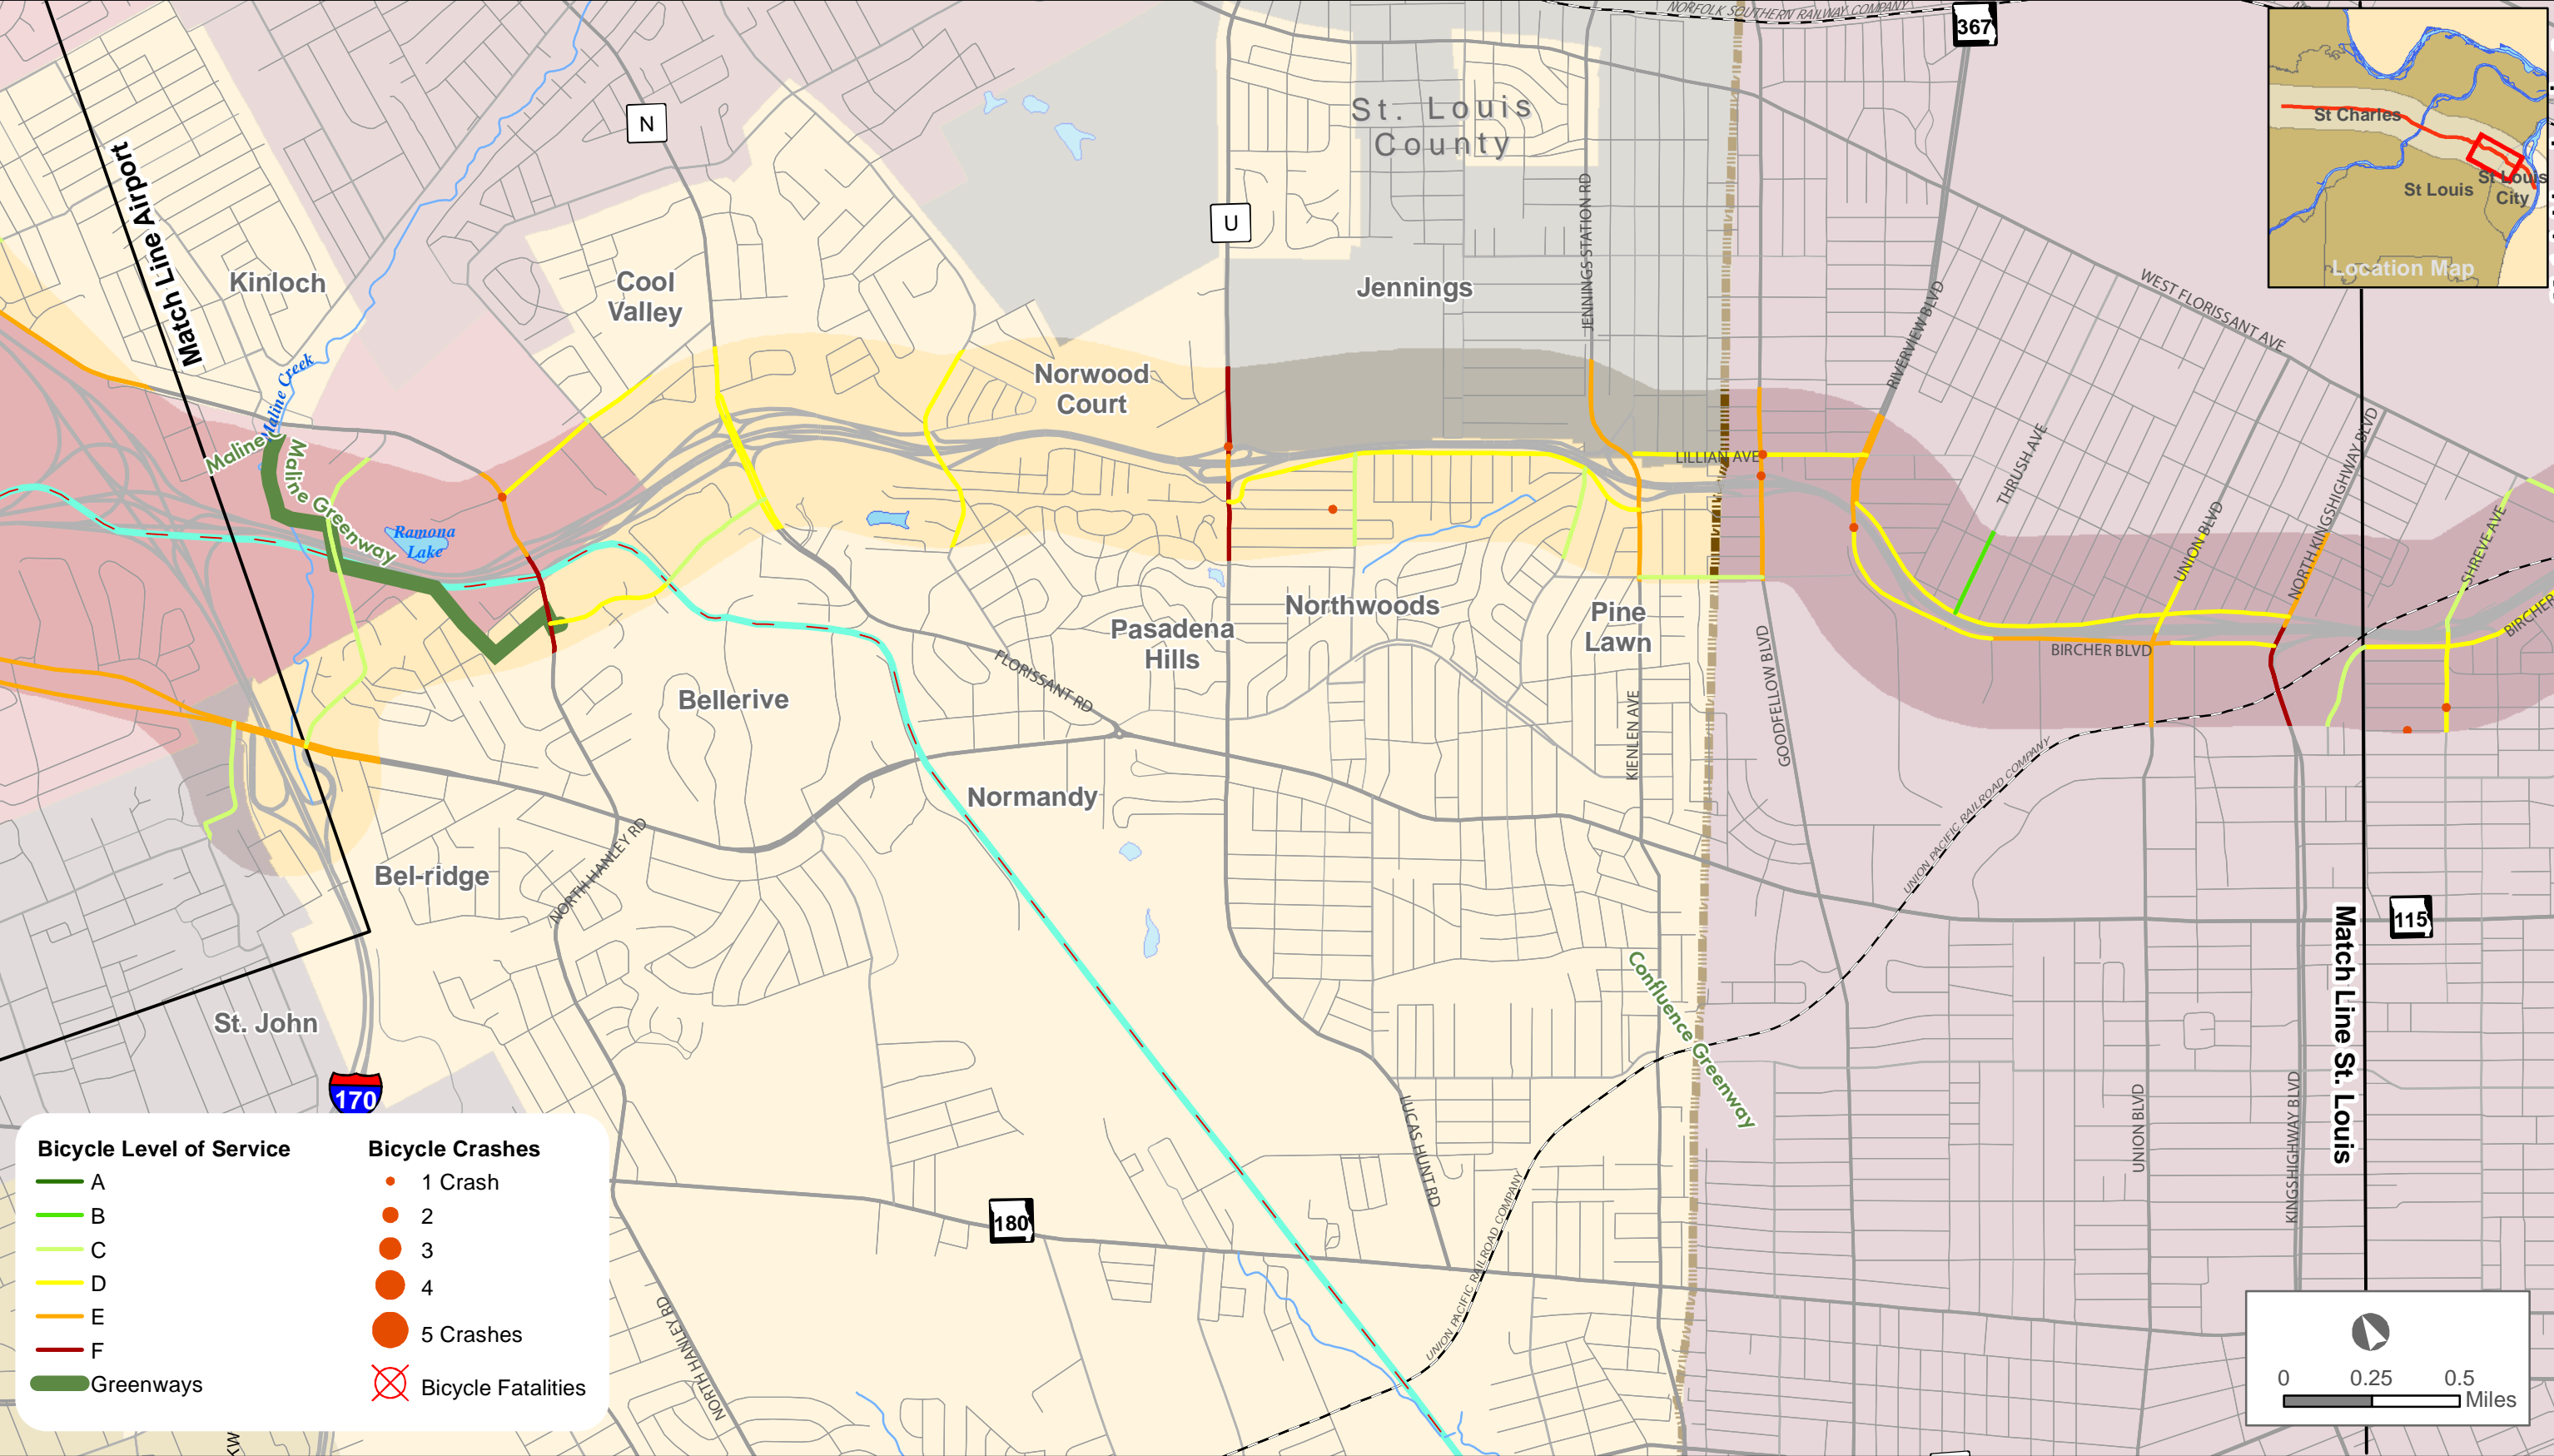 NORFOLK SOUTHERN RAILWAY COMPANY
367
N
St. Louis
County
U
JENNINGS STATION RD
St Charles
St Louis
St Louis
City
Location Map
Match Line Airport
Kinloch
Cool
Valley
Jennings
WEST FLORISSANT AVE
RIVERVIEW BLVD
Maline Creek
Norwood
Court
Maline
Maline Greenway
LILLIAN AVE
THRUSH AVE
NORTH KINGSHIGHWAY BLVD
UNION BLVD
SHREVE AVE
Ramona
Lake
BIRCHER
Northwoods
Pine
Lawn
Pasadena
Hills
BIRCHER BLVD
GOODFELLOW BLVD
FLORISSANT RD
Bellerive
KIENLEN AVE
Normandy
UNION PACIFIC RAILROAD COMPANY
NORTH HANLEY RD
Bel-ridge
115
Match Line St. Louis
St. John
Confluence Greenway
170
LUCAS HUNT RD
UNION BLVD
KINGSHIGHWAY BLVD
180
UNION PACIFIC RAILROAD COMPANY
NORTH HANLEY RD
NORTH
Bicycle Level of Service
A
B
C
D
E
F
Greenways
Bicycle Crashes
1 Crash
2
3
4
5 Crashes
Bicycle Fatalities
0 0.25 0.5
Miles